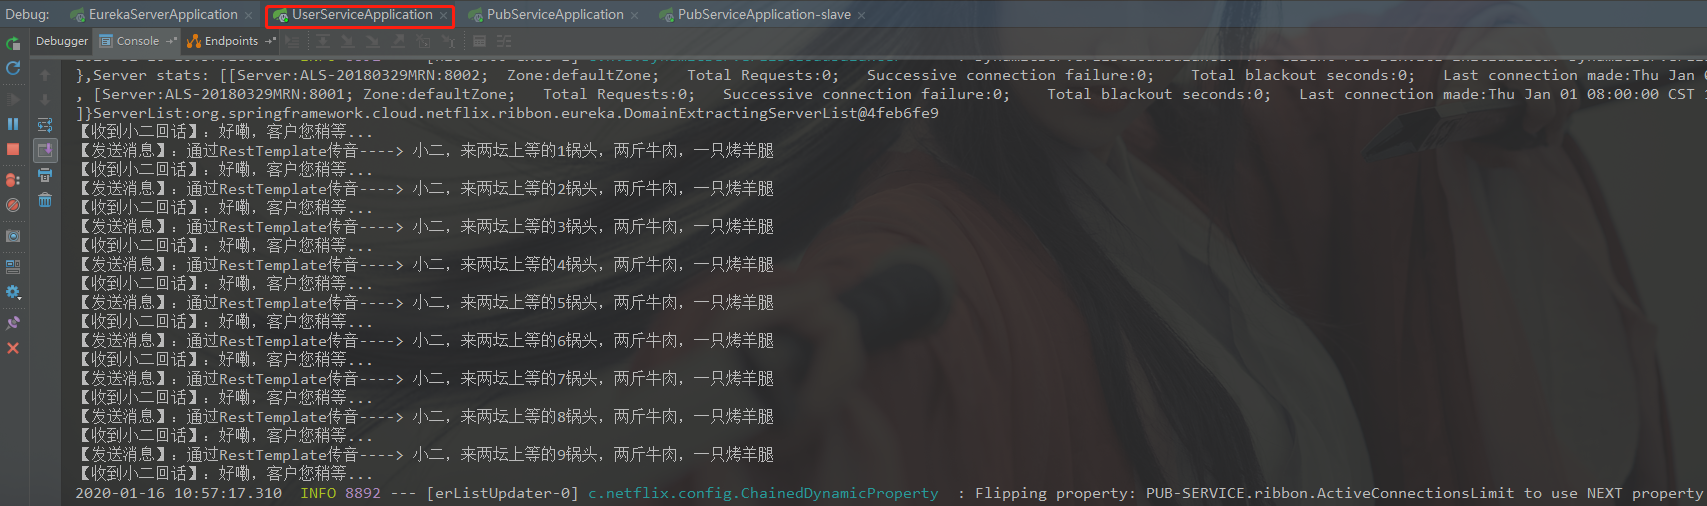 Debug: EurekaServerApplication UserServiceApplication PubServiceApplication PubServiceApplication-slave
Debugger Console Endpoints
},Server stats: [[Server:ALS-20180329MRN:8002; Zone:defaultZone; Total Requests:0; Successive connection failure:0; Total blackout seconds:0; Last connection made:Thu Jan 0
, [Server:ALS-20180329MRN:8001; Zone:defaultZone; Total Requests:0; Successive connection failure:0; Total blackout seconds:0; Last connection made:Thu Jan 01 08:00:00 CST 1
]}ServerList:org.springframework.cloud.netflix.ribbon.eureka.DomainExtractingServerList@4feb6fe9
【收到小二回话】：好嘞，客户您稍等...
【发送消息】：通过RestTemplate传音----> 小二，来两坛上等的1锅头，两斤牛肉，一只烤羊腿
【收到小二回话】：好嘞，客户您稍等...
【发送消息】：通过RestTemplate传音----> 小二，来两坛上等的2锅头，两斤牛肉，一只烤羊腿
【收到小二回话】：好嘞，客户您稍等...
【发送消息】：通过RestTemplate传音----> 小二，来两坛上等的3锅头，两斤牛肉，一只烤羊腿
【收到小二回话】：好嘞，客户您稍等...
【发送消息】：通过RestTemplate传音----> 小二，来两坛上等的4锅头，两斤牛肉，一只烤羊腿
【收到小二回话】：好嘞，客户您稍等...
【发送消息】：通过RestTemplate传音----> 小二，来两坛上等的5锅头，两斤牛肉，一只烤羊腿
【收到小二回话】：好嘞，客户您稍等...
【发送消息】：通过RestTemplate传音----> 小二，来两坛上等的6锅头，两斤牛肉，一只烤羊腿
【收到小二回话】：好嘞，客户您稍等...
【发送消息】：通过RestTemplate传音----> 小二，来两坛上等的7锅头，两斤牛肉，一只烤羊腿
【收到小二回话】：好嘞，客户您稍等...
【发送消息】：通过RestTemplate传音----> 小二，来两坛上等的8锅头，两斤牛肉，一只烤羊腿
【收到小二回话】：好嘞，客户您稍等...
【发送消息】：通过RestTemplate传音----> 小二，来两坛上等的9锅头，两斤牛肉，一只烤羊腿
【收到小二回话】：好嘞，客户您稍等...
2020-01-16 10:57:17.310 INFO 8892 --- [erListUpdater-0] c.netflix.config.ChainedDynamicProperty : Flipping property: PUB-SERVICE.ribbon.ActiveConnectionsLimit to use NEXT property